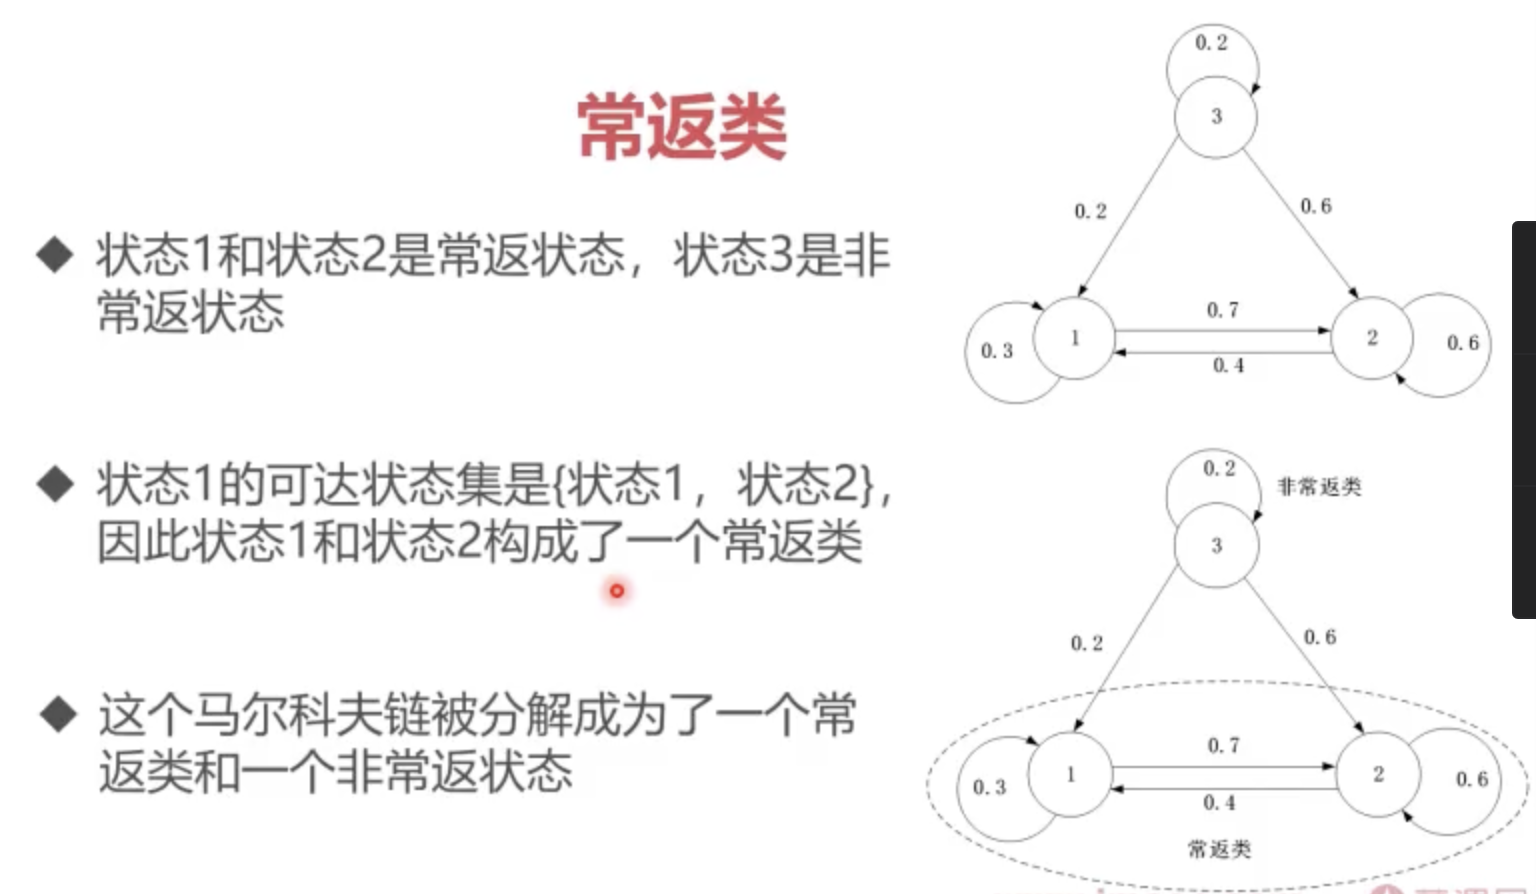 常返类
◆ 状态1和状态2是常返状态，状态3是非
常返状态
◆ 状态1的可达状态集是{状态1，状态2}，
因此状态1和状态2构成了一个常返类
◆ 这个马尔科夫链被分解成为了一个常
返类和一个非常返状态
0.2
3
0.2
0.6
0.3
1
0.7
0.4
2
0.6
0.2
非常返类
3
0.2
0.6
0.3
1
0.7
0.4
2
0.6
常返类